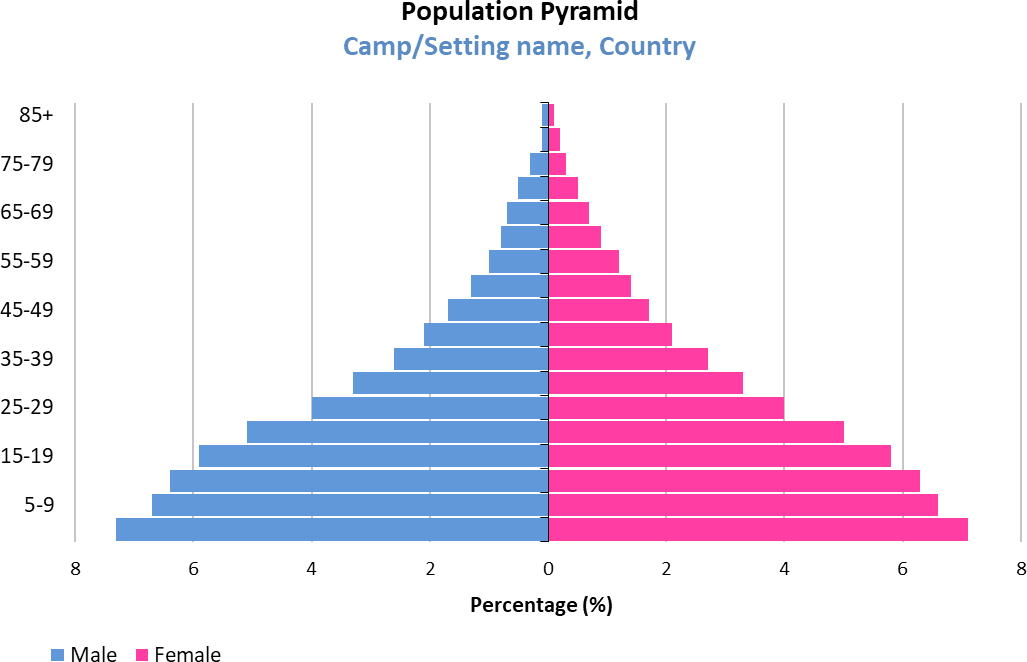 Population Pyramid
Camp/Setting name, Country
85+
75-79
65-69
55-59
45-49
35-39
25-29
15-19
5-9
8 6 4 2 0 2 4 6 8
Percentage (%)
Male Female